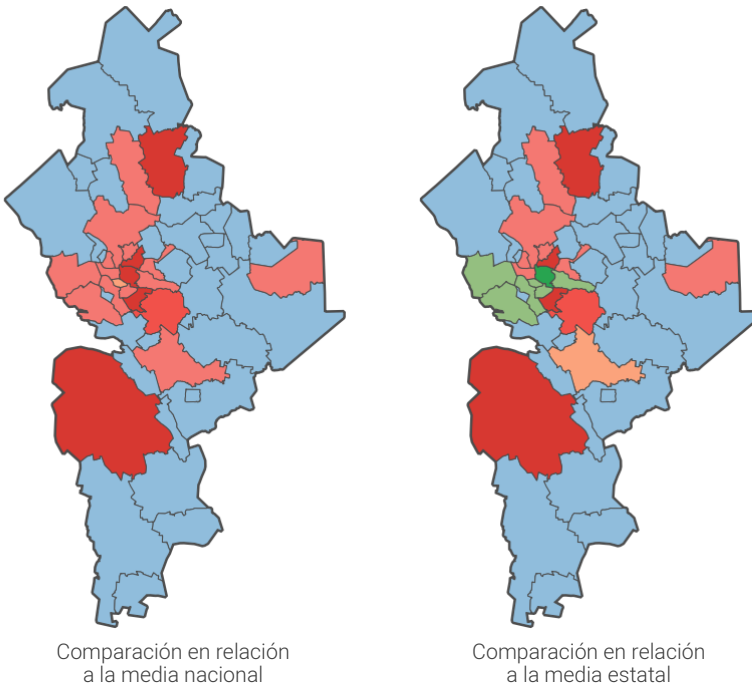 Comparación en relación
a la media nacional
Comparación en relación
a la media estatal